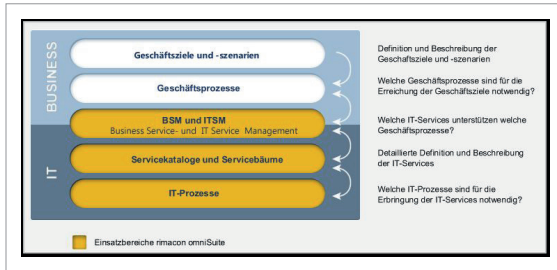 BUSINESS
IT
Geschäftsziele und -szenarien
Geschäftsprozesse
BSM und ITSM
Business Service- und IT Service Management
Servicekataloge und Servicebäume
IT-Prozesse
Definition und Beschreibung der
Geschaftsziele und -szenarien
Welche Geschäftsprozesse sind für die
Erreichung der Geschäftsziele notwendig?
Welche IT-Services unterstützen welche
Geschäftsprozesse?
Detaillierte Definition und Beschreibung
der IT-Services
Welche IT-Prozesse sind für die
Erbringung der IT-Services notwendig?
Einsatzbereiche rimacon omniSuite